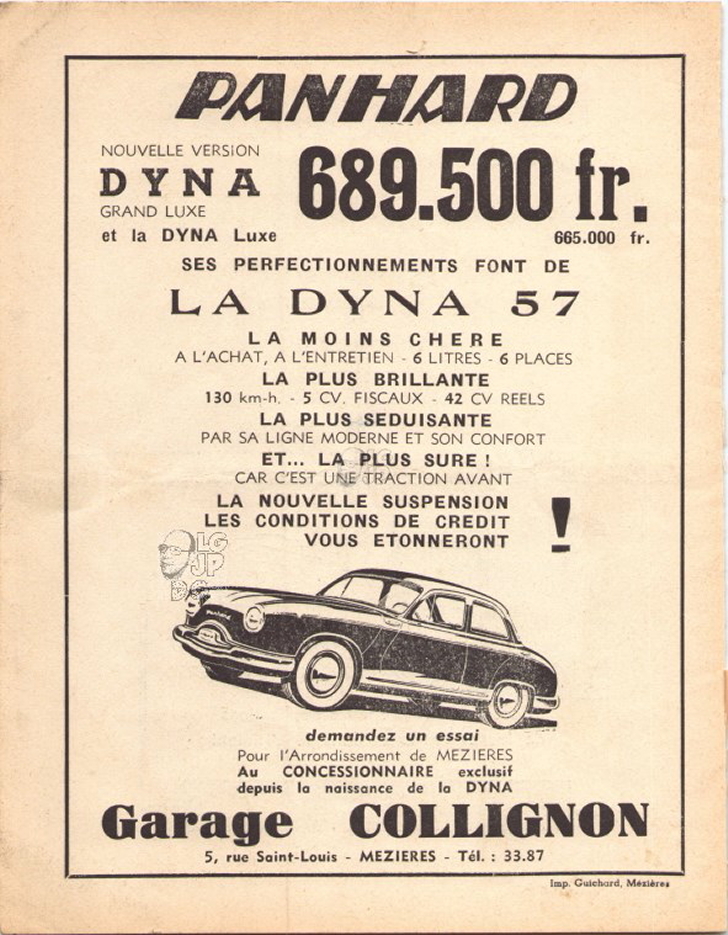 PANHARD
NOUVELLE VERSION
DYNA
GRAND LUXE
689.500 fr.
et la DYNA Luxe 665.000 fr.
SES PERFECTIONNEMENTS FONT DE
LA DYNA 57
LA MOINS CHERE
A L'ACHAT, A L'ENTRETIEN - 6 LITRES - 6 PLACES
LA PLUS BRILLANTE
130 km-h. - 5 CV. FISCAUX - 42 CV REELS
LA PLUS SEDUISANTE
PAR SA LIGNE MODERNE ET SON CONFORT
ET... LA PLUS SURE !
CAR C'EST UNE TRACTION AVANT
LA NOUVELLE SUSPENSION
LES CONDITIONS DE CREDIT
VOUS ETONNERONT !
LG
JP
DC
Panhard
demandez un essai
Pour l'Arrondissement de MEZIERES
Au CONCESSIONNAIRE exclusif
depuis la naissance de la DYNA
Garage COLLIGNON
5, rue Saint-Louis - MEZIERES - Tél. : 33.87
Imp. Guichard, Mézières